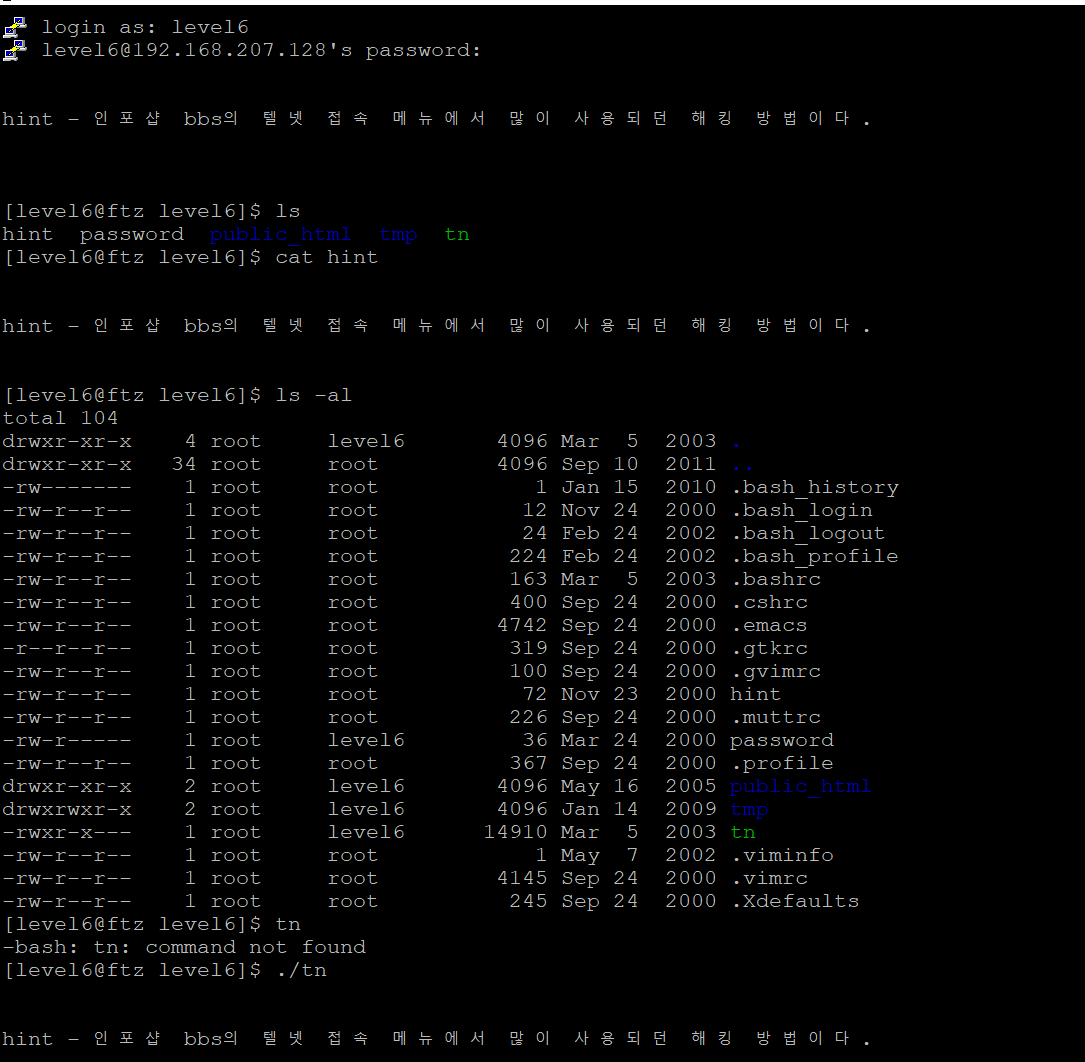 login as: level6
level6@192.168.207.128's password:
hint - 인포샵 bbs의 텔넷 접속 메뉴에서 많이 사용되던 해킹 방법이다.
[level6@ftz level6]$ ls
hint  password  public_html  tmp  tn
[level6@ftz level6]$ cat hint
hint - 인포샵 bbs의 텔넷 접속 메뉴에서 많이 사용되던 해킹 방법이다.
[level6@ftz level6]$ ls -al
total 104
drwxr-xr-x    4 root     level6       4096 Mar  5  2003 .
drwxr-xr-x   34 root     root         4096 Sep 10  2011 ..
-rw-------    1 root     root            1 Jan 15  2010 .bash_history
-rw-r--r--    1 root     root           12 Nov 24  2000 .bash_login
-rw-r--r--    1 root     root           24 Feb 24  2002 .bash_logout
-rw-r--r--    1 root     root          224 Feb 24  2002 .bash_profile
-rw-r--r--    1 root     root          163 Mar  5  2003 .bashrc
-rw-r--r--    1 root     root          400 Sep 24  2000 .cshrc
-rw-r--r--    1 root     root         4742 Sep 24  2000 .emacs
-r--r--r--    1 root     root          319 Sep 24  2000 .gtkrc
-rw-r--r--    1 root     root          100 Sep 24  2000 .gvimrc
-rw-r--r--    1 root     root           72 Nov 23  2000 hint
-rw-r--r--    1 root     root          226 Sep 24  2000 .muttrc
-rw-r-----    1 root     level6         36 Mar 24  2000 password
-rw-r--r--    1 root     root          367 Sep 24  2000 .profile
drwxr-xr-x    2 root     level6       4096 May 16  2005 public_html
drwxrwxr-x    2 root     level6       4096 Jan 14  2009 tmp
-rwxr-x---    1 root     level6      14910 Mar  5  2003 tn
-rw-r--r--    1 root     root            1 May  7  2002 .viminfo
-rw-r--r--    1 root     root         4145 Sep 24  2000 .vimrc
-rw-r--r--    1 root     root          245 Sep 24  2000 .Xdefaults
[level6@ftz level6]$ tn
-bash: tn: command not found
[level6@ftz level6]$ ./tn
hint - 인포샵 bbs의 텔넷 접속 메뉴에서 많이 사용되던 해킹 방법이다.